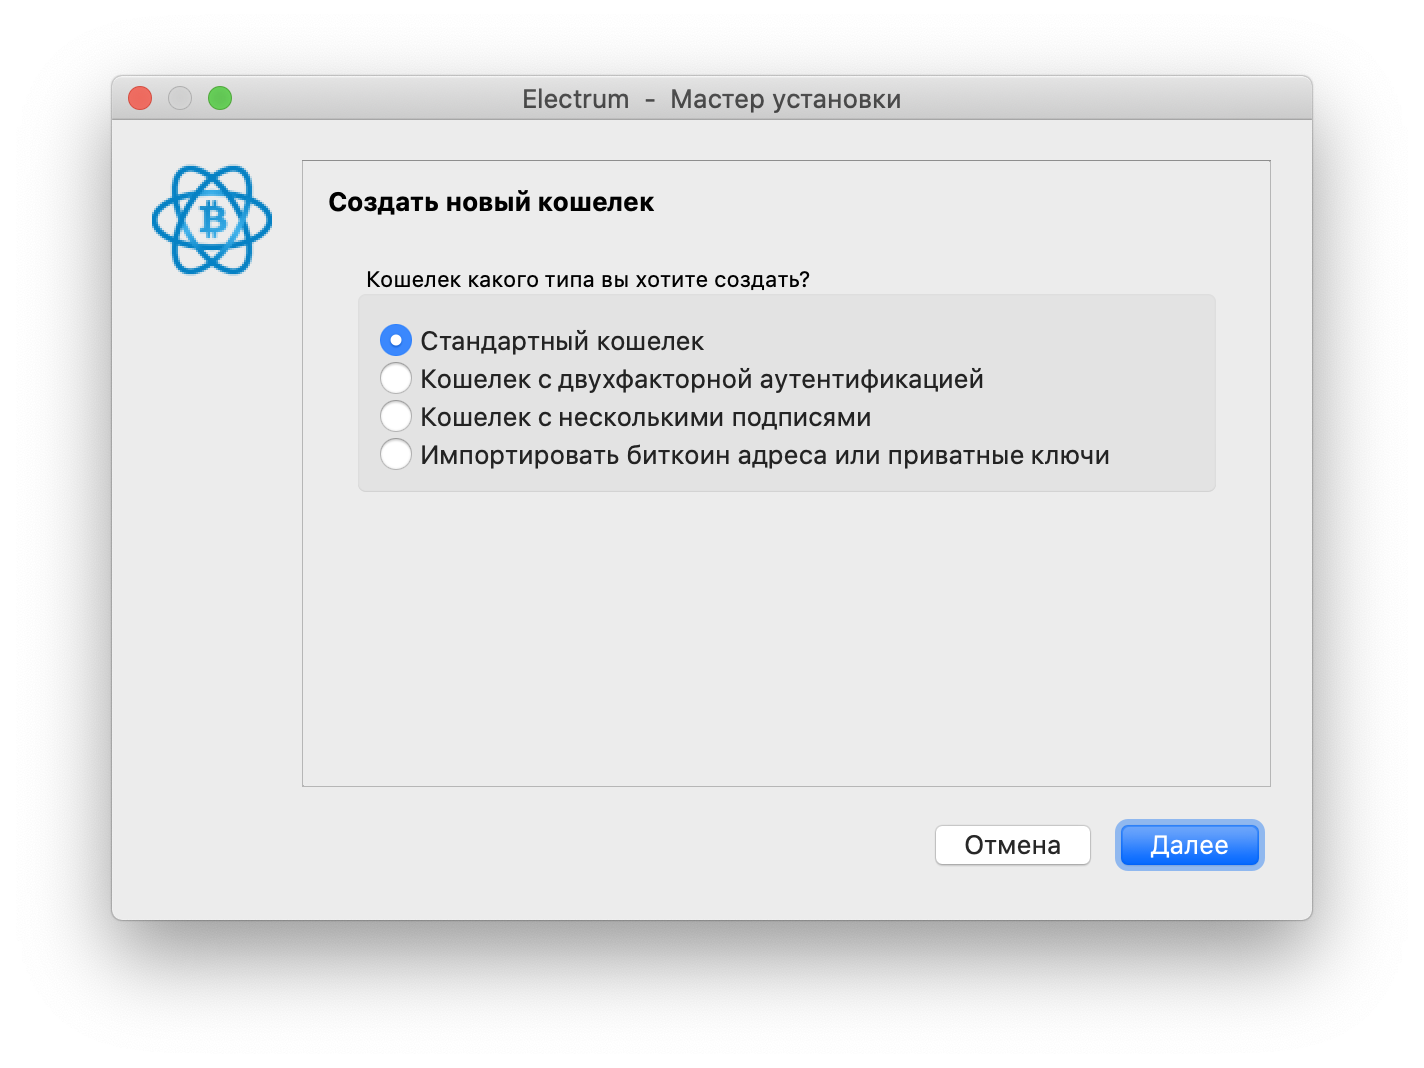 Electrum - Мастер установки
Создать новый кошелек
Кошелек какого типа вы хотите создать?
Стандартный кошелек
Кошелек с двухфакторной аутентификацией
Кошелек с несколькими подписями
Импортировать биткоин адреса или приватные ключи
Отмена
Далее